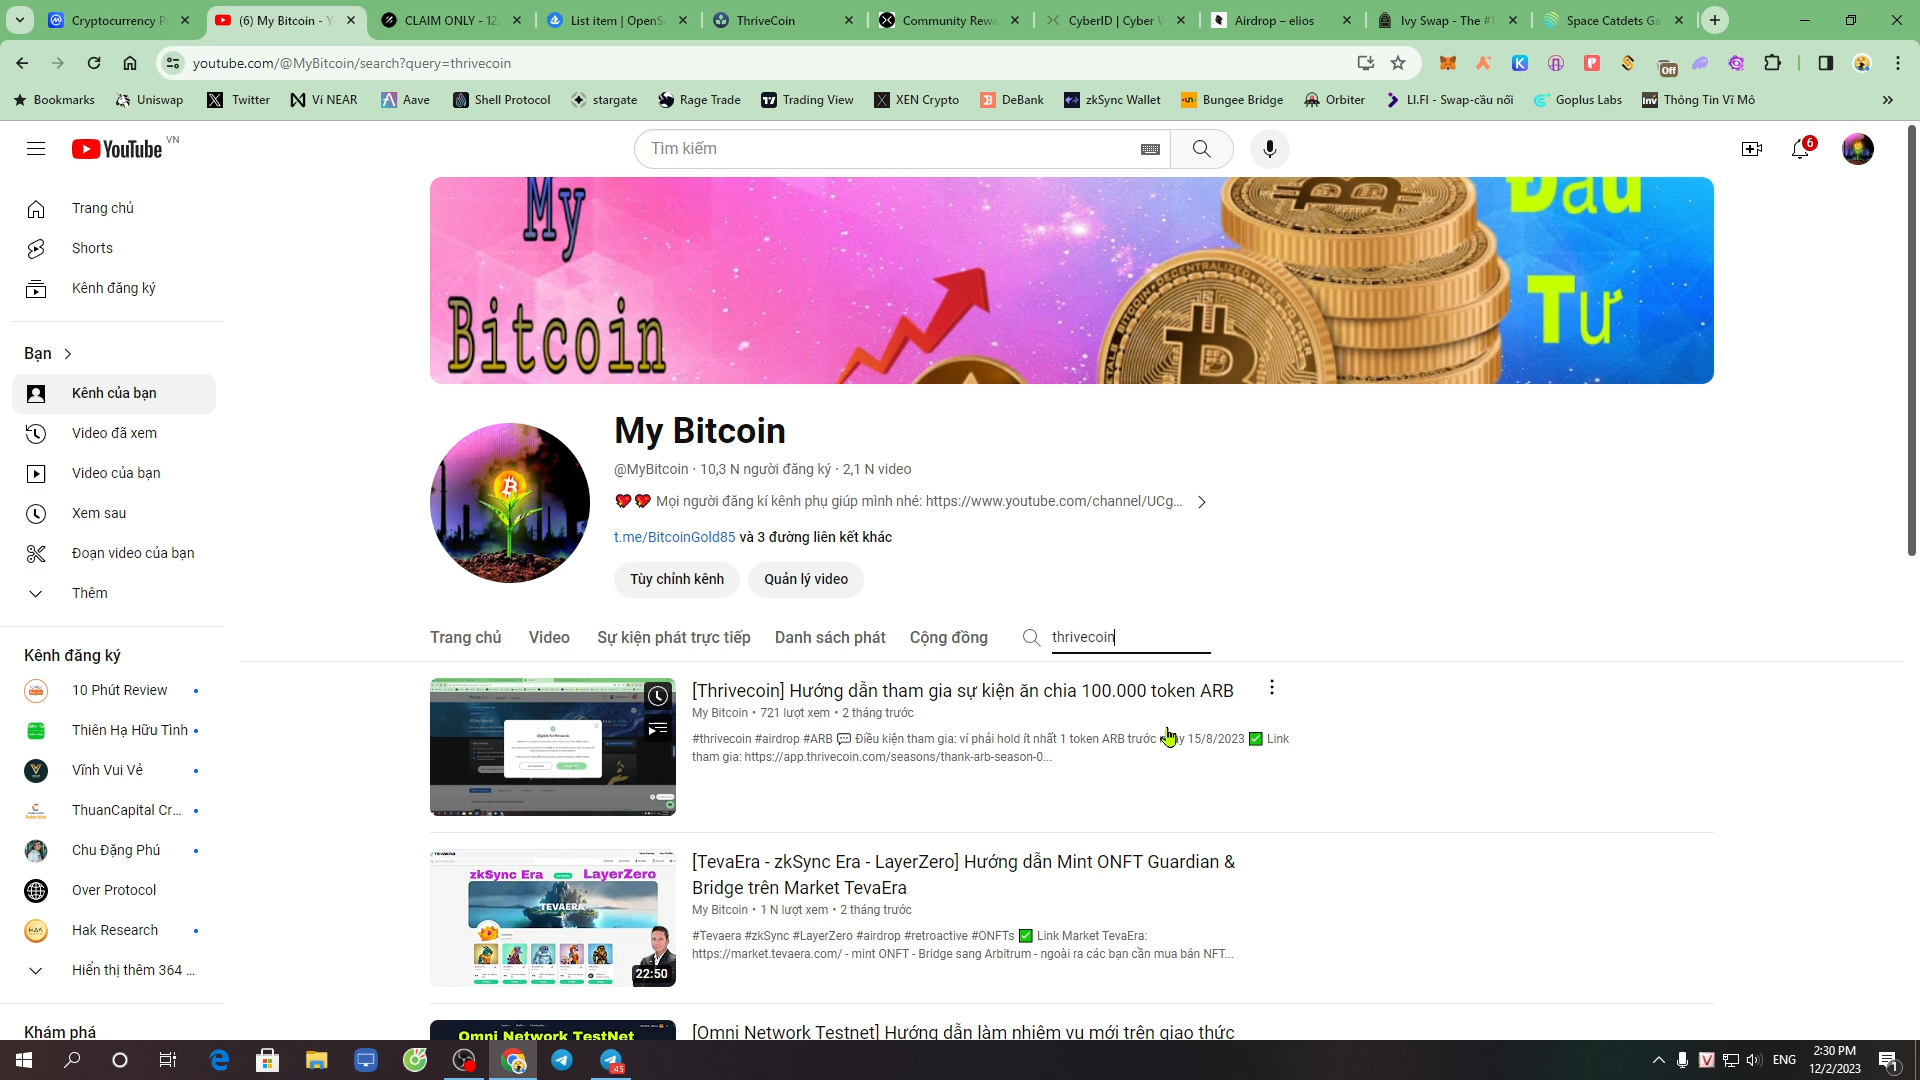 Cryptocurrency P
(6) My Bitcoin - Y
CLAIM ONLY - 12
List item | OpenS
ThriveCoin
Community Rewa
CyberID | Cyber V
Airdrop – elios
Ivy Swap - The #
Space Catdets Ga
youtube.com/@MyBitcoin/search?query=thrivecoin
Off
Bookmarks
Uniswap
Twitter
Ví NEAR
Aave
Shell Protocol
stargate
Rage Trade
Trading View
XEN Crypto
DeBank
zkSync Wallet
Bungee Bridge
Orbiter
LI.FI - Swap-cầu nối
Goplus Labs
Thông Tin Vĩ Mô
YouTube VN
Tìm kiếm
6
Trang chủ
Shorts
Kênh đăng ký
Bạn
Kênh của bạn
Video đã xem
Video của bạn
Xem sau
Đoạn video của bạn
Thêm
Kênh đăng ký
10 Phút Review
Thiên Hạ Hữu Tình
Vĩnh Vui Vẻ
ThuanCapital Cr...
Chu Đặng Phú
Over Protocol
Hak Research
Hiển thị thêm 364 ...
Khám phá
My
Bitcoin
Đầu
Tư
My Bitcoin
@MyBitcoin · 10,3 N người đăng ký · 2,1 N video
💖💖 Mọi người đăng kí kênh phụ giúp mình nhé: https://www.youtube.com/channel/UCg...
t.me/BitcoinGold85 và 3 đường liên kết khác
Tùy chỉnh kênh
Quản lý video
Trang chủ
Video
Sự kiện phát trực tiếp
Danh sách phát
Cộng đồng
thrivecoin
[Thrivecoin] Hướng dẫn tham gia sự kiện ăn chia 100.000 token ARB
My Bitcoin • 721 lượt xem • 2 tháng trước
#thrivecoin #airdrop #ARB 💬 Điều kiện tham gia: ví phải hold ít nhất 1 token ARB trước 15/8/2023 ✅ Link
tham gia: https://app.thrivecoin.com/seasons/thank-arb-season-0...
zkSync Era
LayerZero
TEVAERA
22:50
[TevaEra - zkSync Era - LayerZero] Hướng dẫn Mint ONFT Guardian &
Bridge trên Market TevaEra
My Bitcoin • 1 N lượt xem • 2 tháng trước
#Tevaera #zkSync #LayerZero #airdrop #retroactive #ONFTs ✅ Link Market TevaEra:
https://market.tevaera.com/ - mint ONFT - Bridge sang Arbitrum - ngoài ra các bạn cần mua bán NFT...
Omni Network TestNet
[Omni Network Testnet] Hướng dẫn làm nhiệm vụ mới trên giao thức
45
ENG
2:30 PM
12/2/2023
1